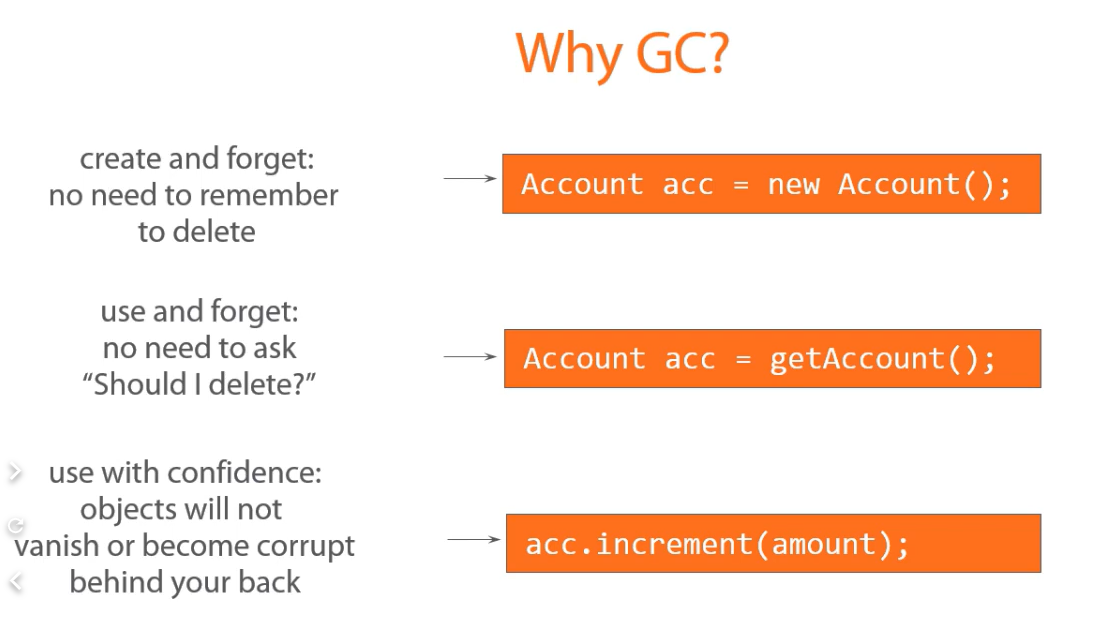 Why GC?
create and forget:
no need to remember
to delete
Account acc = new Account();
use and forget:
no need to ask
“Should I delete?”
Account acc = getAccount();
use with confidence:
objects will not
vanish or become corrupt
behind your back
acc.increment(amount);